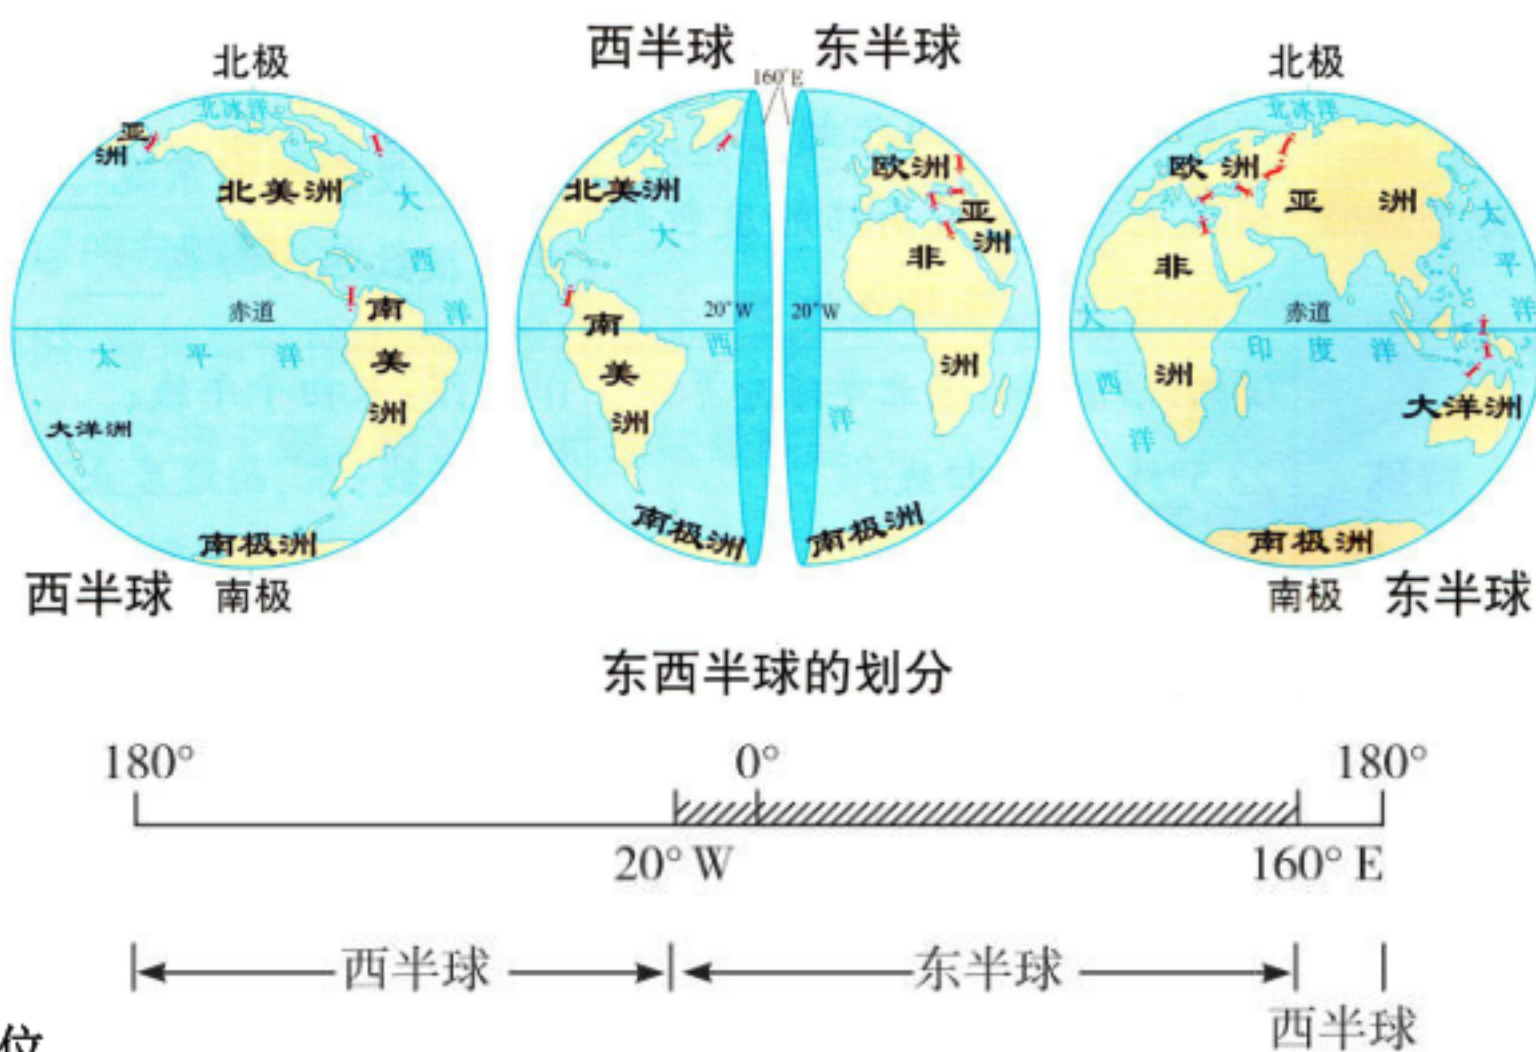 西半球 东半球
160°E
北极
北冰洋
亚洲
北美洲
大西洋
赤道
南美洲
太平洋
大洋洲
南极洲
西半球 南极
北美洲
大西洋
20°W 20°W
南美洲
南极洲
欧洲
亚洲
非洲
南极洲
北极
北冰洋
欧洲
亚洲
太平洋
非洲
赤道
大西洋
印度洋
大洋洲
南极洲
南极 东半球
东西半球的划分
180° 0° 180°
20° W 160° E
西半球 东半球
西半球